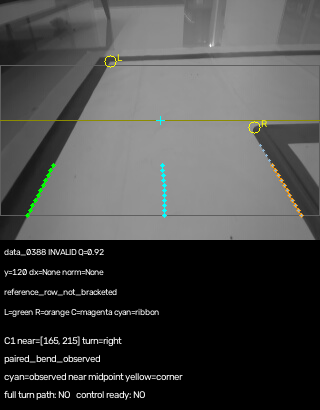 L
R
data_0388 INVALID Q=0.92
y=120 dx=None norm=None
reference_row_not_bracketed
L=green R=orange C=magenta cyan=ribbon
C1 near=[165, 215] turn=right
paired_bend_observed
cyan=observed near midpoint yellow=corner
full turn path: NO control ready: NO